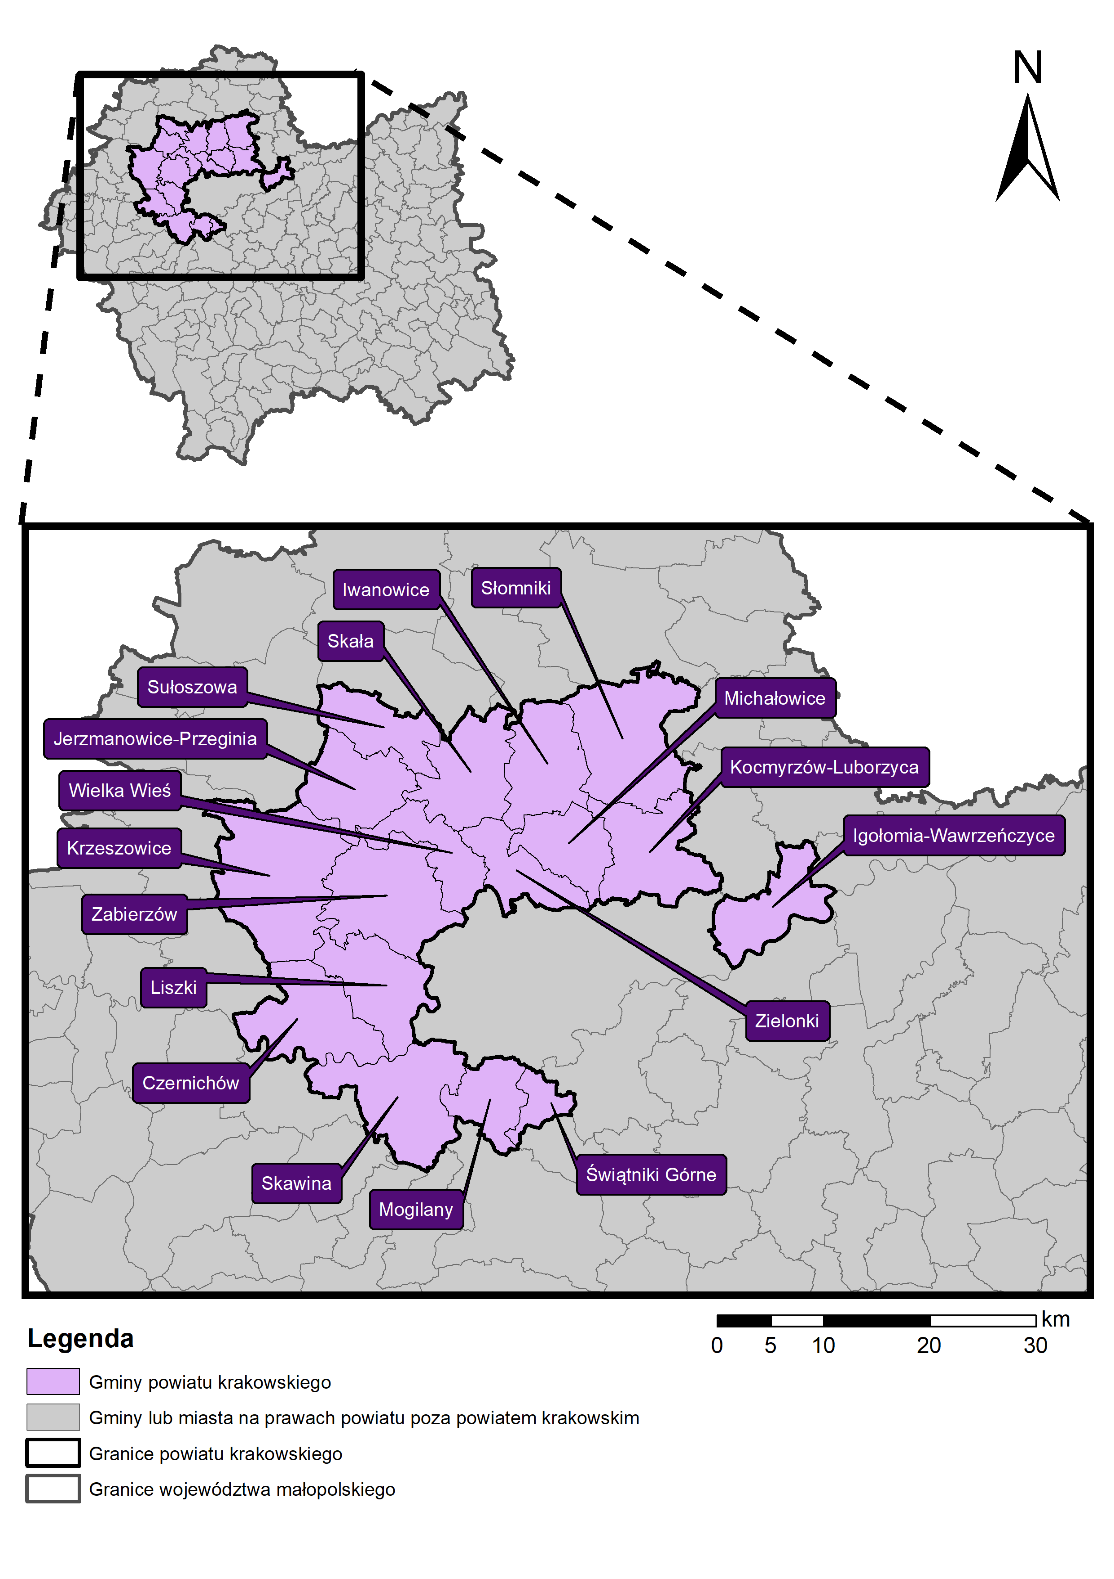 N
Iwanowice
Słomniki
Skała
Sułoszowa
Michałowice
Jerzmanowice-Przeginia
Kocmyrzów-Luborzyca
Wielka Wieś
Igołomia-Wawrzeńczyce
Krzeszowice
Zabierzów
Liszki
Zielonki
Czernichów
Świątniki Górne
Skawina
Mogilany
km
0 5 10 20 30
Legenda
Gminy powiatu krakowskiego
Gminy lub miasta na prawach powiatu poza powiatem krakowskim
Granice powiatu krakowskiego
Granice województwa małopolskiego